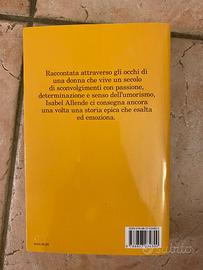 Raccontata attraverso gli occhi di
una donna che vive un secolo
di sconvolgimenti con passione,
determinazione e senso dell'umorismo,
Isabel Allende ci consegna ancora
una volta una storia epica che esalta
ed emoziona.
subito